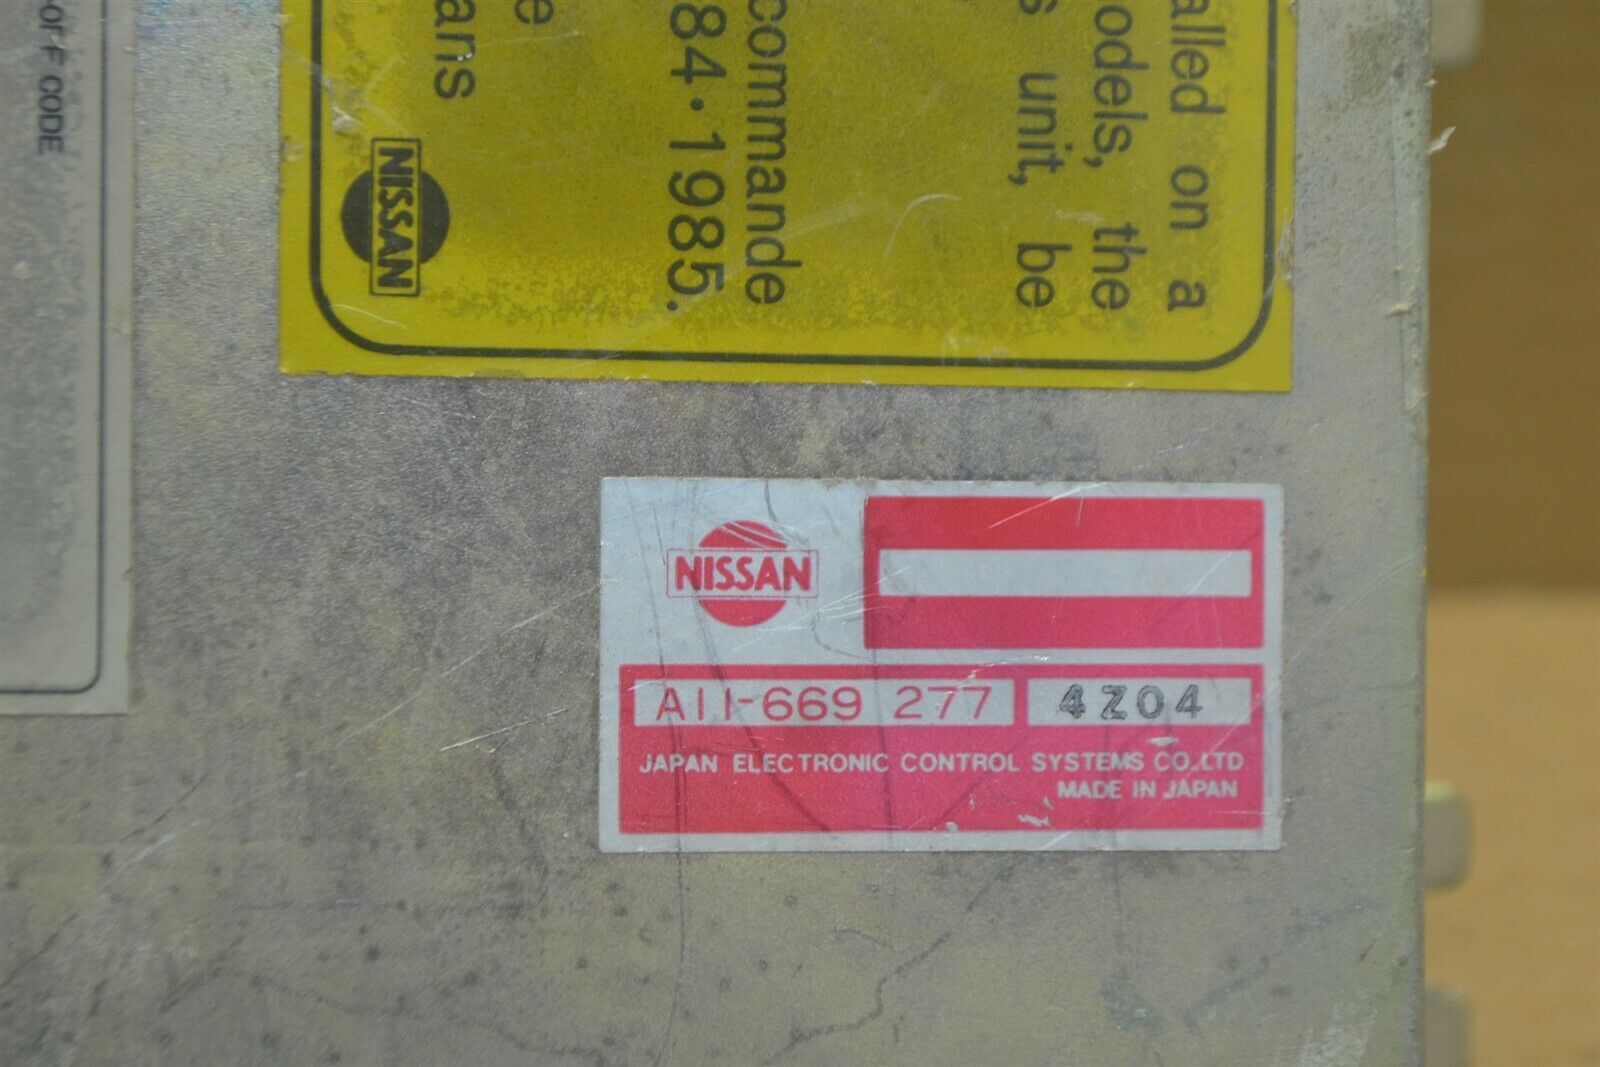 -or F CODE
alled on a
odels, the
s unit, be
commande
84·1985.
e
ans
NISSAN
NISSAN
A11-669 277 4Z04
JAPAN ELECTRONIC CONTROL SYSTEMS CO.,LTD
MADE IN JAPAN